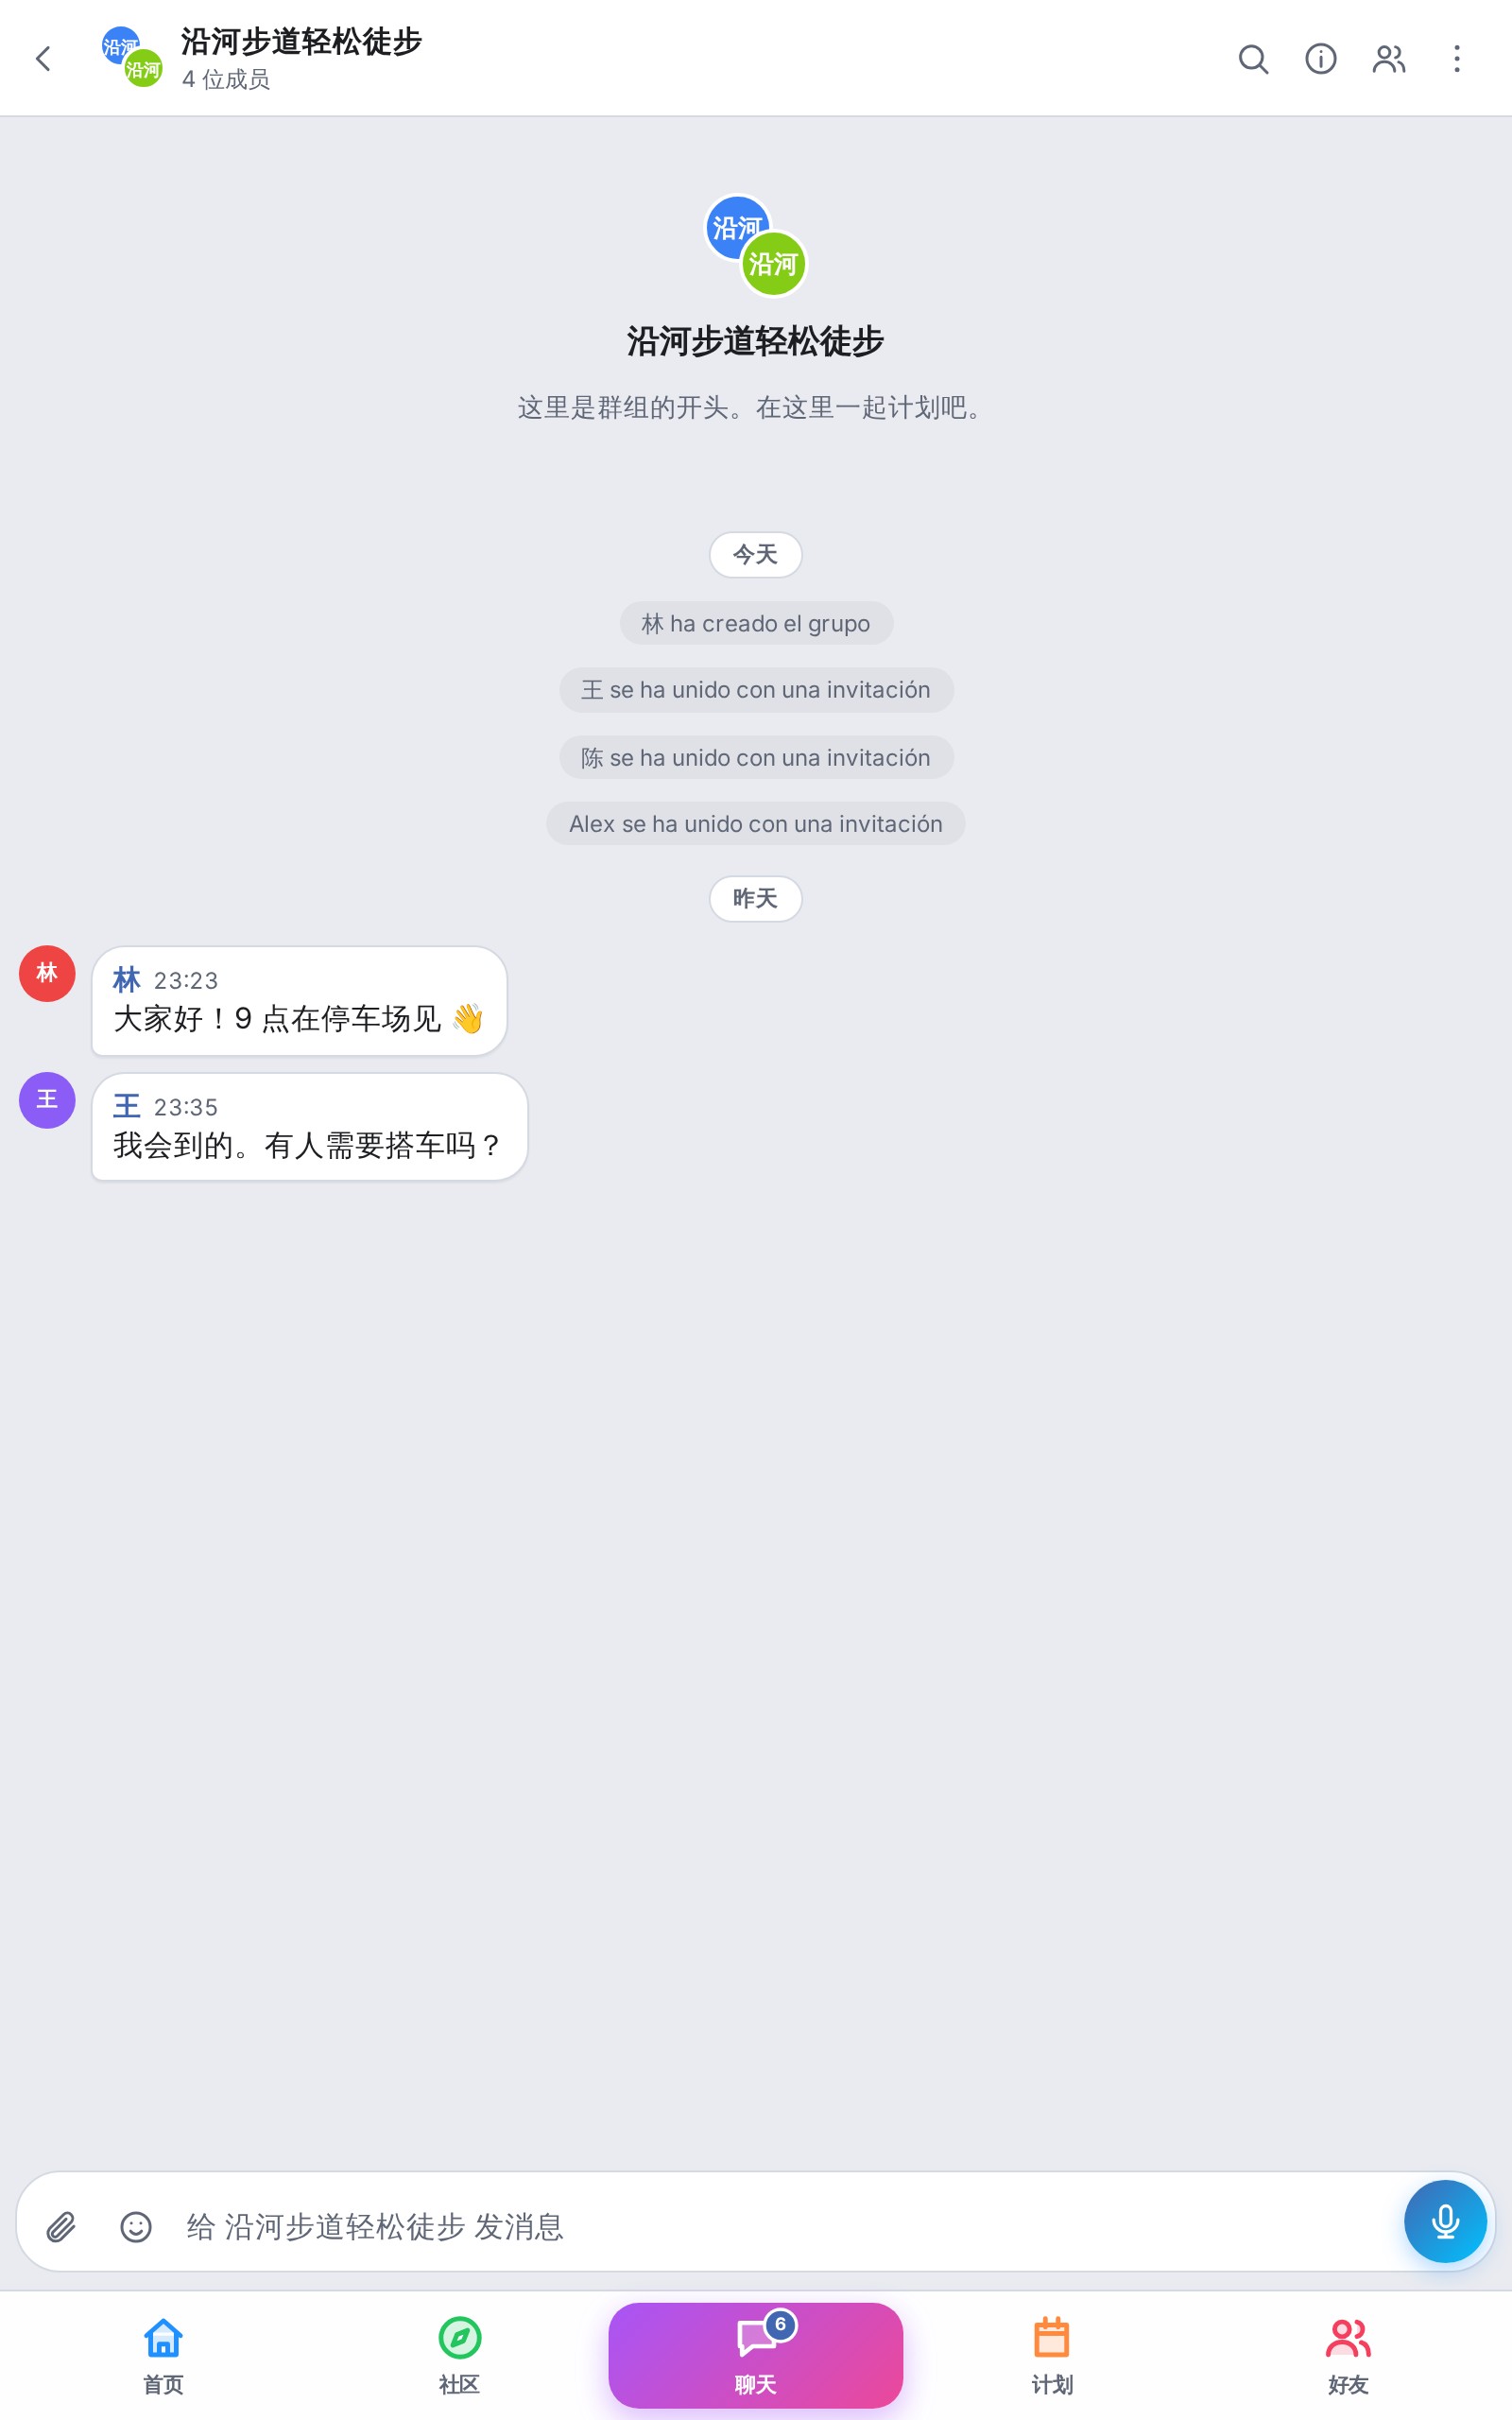 沿河
沿河
沿河步道轻松徒步
4 位成员
沿河
沿河
沿河步道轻松徒步
这里是群组的开头。在这里一起计划吧。
今天
林 ha creado el grupo
王 se ha unido con una invitación
陈 se ha unido con una invitación
Alex se ha unido con una invitación
昨天
林
林 23:23
大家好！9 点在停车场见 👋
王
王 23:35
我会到的。有人需要搭车吗？
给 沿河步道轻松徒步 发消息
6
首页
社区
聊天
计划
好友